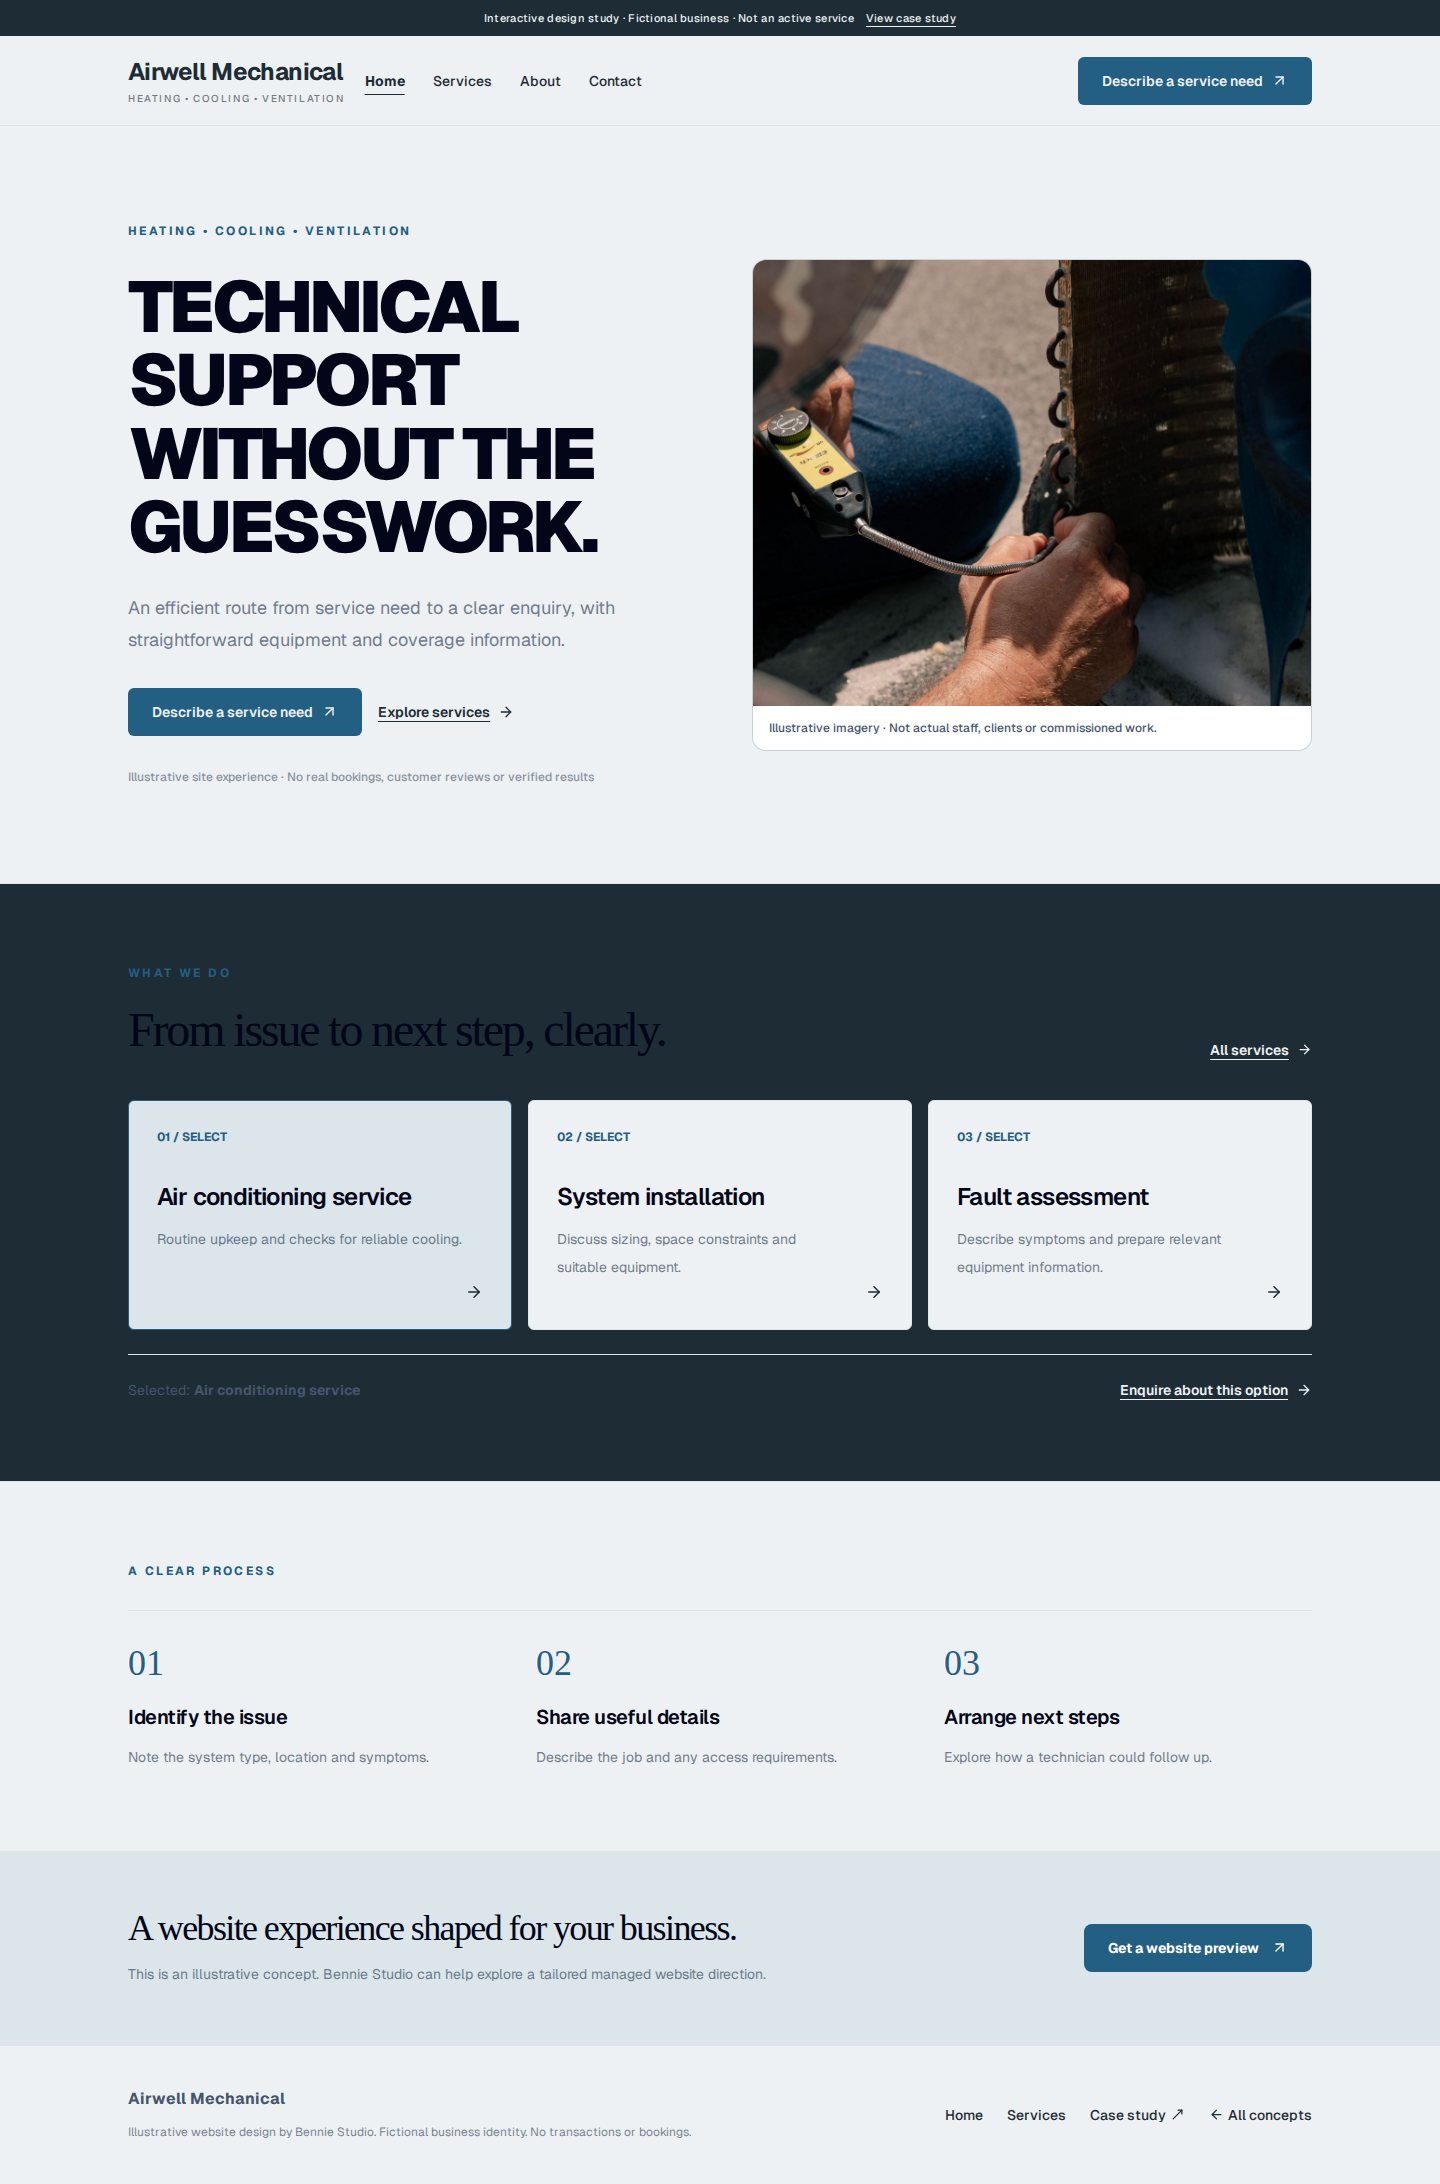 Interactive design study · Fictional business · Not an active service View case study
Airwell Mechanical
HEATING • COOLING • VENTILATION
Home Services About Contact
Describe a service need
HEATING • COOLING • VENTILATION
TECHNICAL
SUPPORT
WITHOUT THE
GUESSWORK.
An efficient route from service need to a clear enquiry, with
straightforward equipment and coverage information.
Describe a service need
Explore services →
Illustrative site experience · No real bookings, customer reviews or verified results
Illustrative imagery · Not actual staff, clients or commissioned work.
WHAT WE DO
From issue to next step, clearly.
All services →
01 / SELECT
Air conditioning service
Routine upkeep and checks for reliable cooling.
→
02 / SELECT
System installation
Discuss sizing, space constraints and
suitable equipment.
→
03 / SELECT
Fault assessment
Describe symptoms and prepare relevant
equipment information.
→
Selected: Air conditioning service
Enquire about this option →
A CLEAR PROCESS
01
Identify the issue
Note the system type, location and symptoms.
02
Share useful details
Describe the job and any access requirements.
03
Arrange next steps
Explore how a technician could follow up.
A website experience shaped for your business.
This is an illustrative concept. Bennie Studio can help explore a tailored managed website direction.
Get a website preview
Airwell Mechanical
Illustrative website design by Bennie Studio. Fictional business identity. No transactions or bookings.
Home Services Case study ↗ ← All concepts